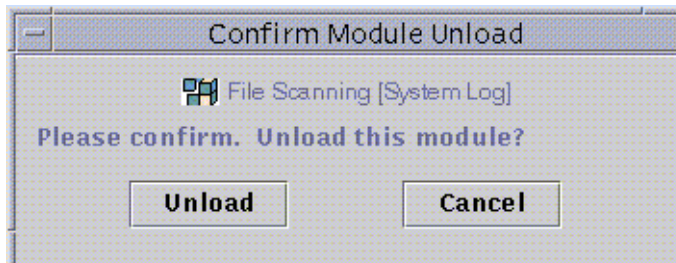 Confirm Module Unload
File Scanning [System Log]
Please confirm. Unload this module?
Unload Cancel